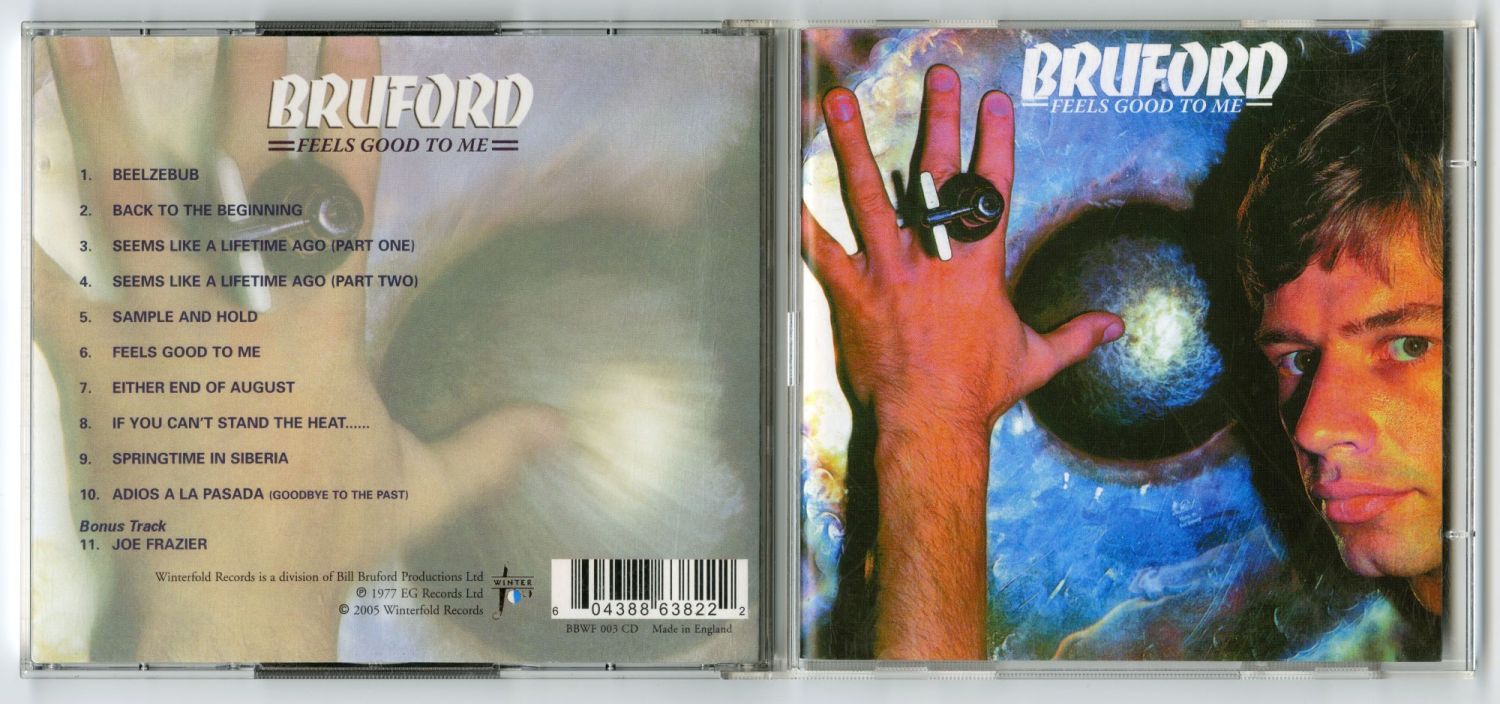 BRUFORD
FEELS GOOD TO ME
1. BEELZEBUB
2. BACK TO THE BEGINNING
3. SEEMS LIKE A LIFETIME AGO (PART ONE)
4. SEEMS LIKE A LIFETIME AGO (PART TWO)
5. SAMPLE AND HOLD
6. FEELS GOOD TO ME
7. EITHER END OF AUGUST
8. IF YOU CAN'T STAND THE HEAT......
9. SPRINGTIME IN SIBERIA
10. ADIOS A LA PASADA (GOODBYE TO THE PAST)
Bonus Track
11. JOE FRAZIER
Winterfold Records is a division of Bill Bruford Productions Ltd
℗ 1977 EG Records Ltd
© 2005 Winterfold Records
WINTER
6 04388 63822 2
BBWF 003 CD Made in England
BRUFORD
FEELS GOOD TO ME